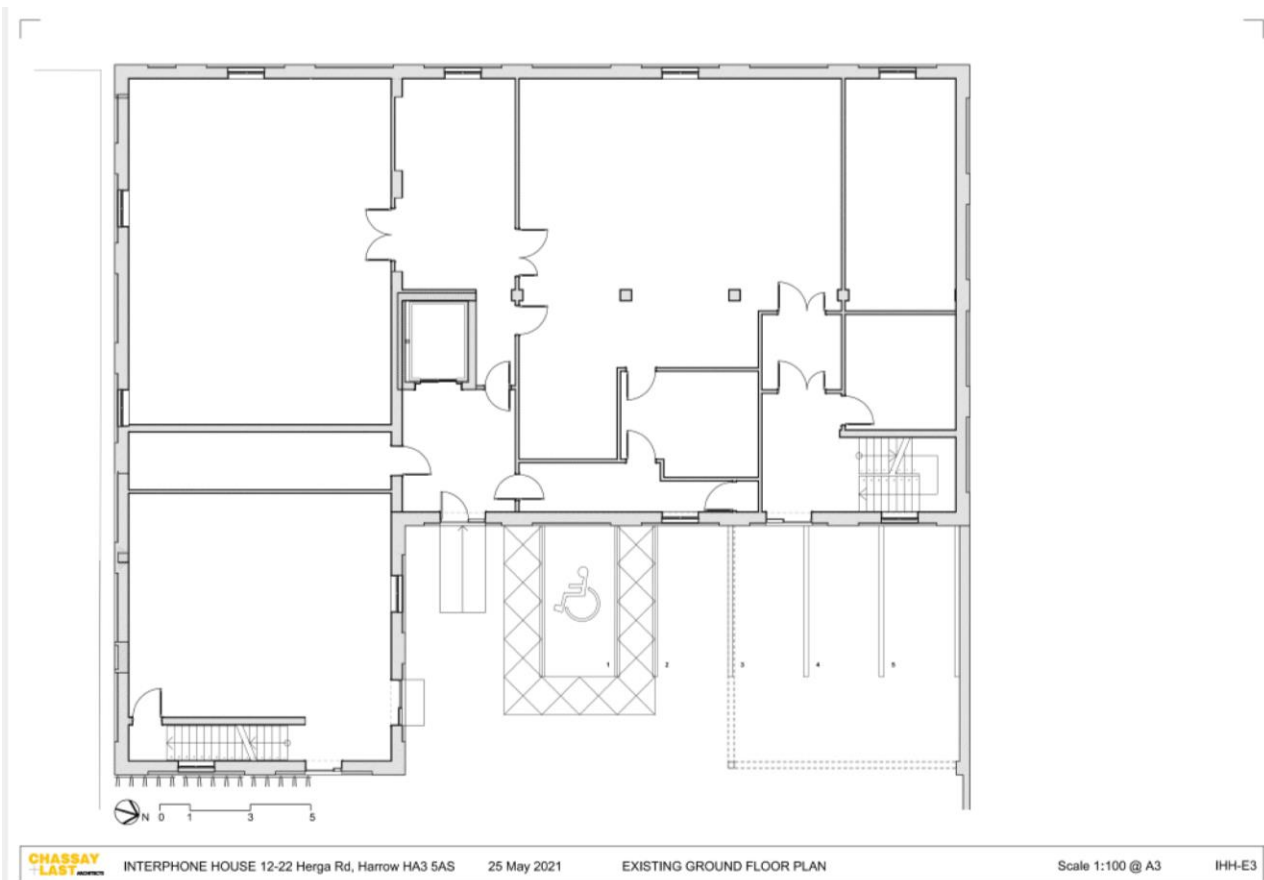 1
2
3
4
5
N 0 1 3 5
CHASSAY
+LAST ARCHITECTS
INTERPHONE HOUSE 12-22 Herga Rd, Harrow HA3 5AS 25 May 2021 EXISTING GROUND FLOOR PLAN Scale 1:100 @ A3 IHH-E3